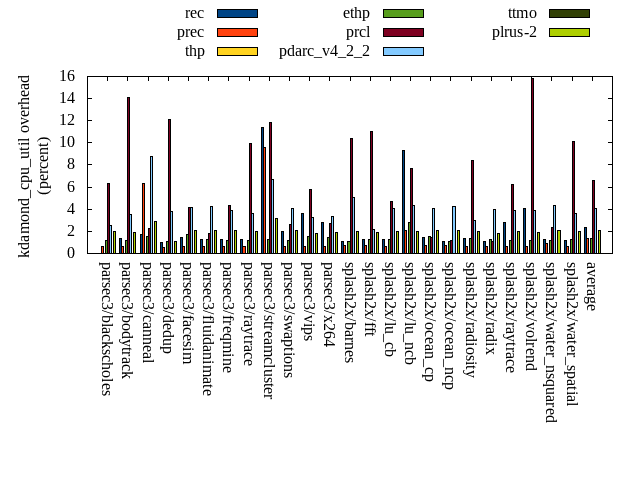 rec
prec
thp
ethp
prcl
pdarc_v4_2_2
ttmo
plrus-2
kdamond_cpu_util overhead
(percent)
16
14
12
10
8
6
4
2
0
parsec3/blackscholes
parsec3/bodytrack
parsec3/canneal
parsec3/dedup
parsec3/facesim
parsec3/fluidanimate
parsec3/freqmine
parsec3/raytrace
parsec3/streamcluster
parsec3/swaptions
parsec3/vips
parsec3/x264
splash2x/barnes
splash2x/fft
splash2x/lu_cb
splash2x/lu_ncb
splash2x/ocean_cp
splash2x/ocean_ncp
splash2x/radiosity
splash2x/radix
splash2x/raytrace
splash2x/volrend
splash2x/water_nsquared
splash2x/water_spatial
average